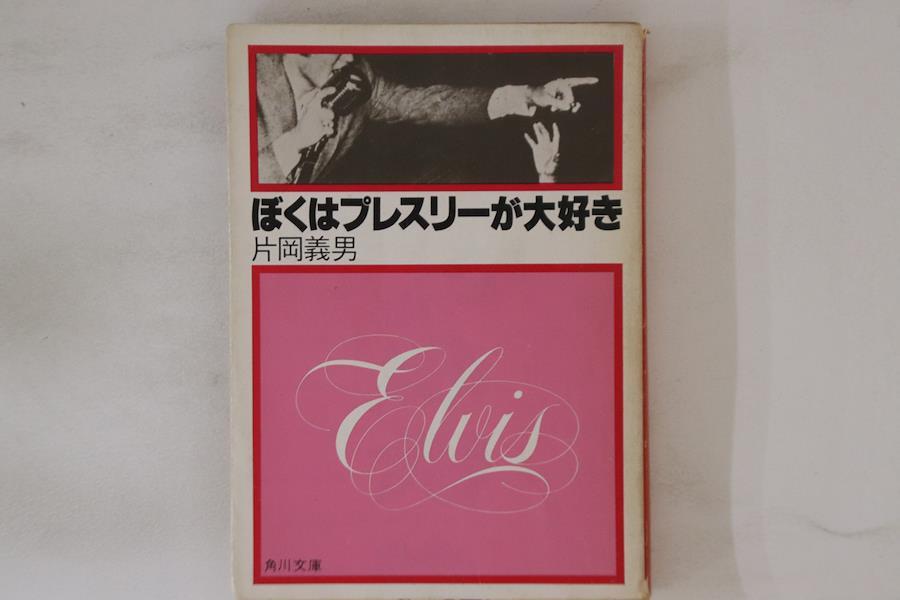 ぼくはプレスリーが大好き
片岡義男
Elvis
角川文庫